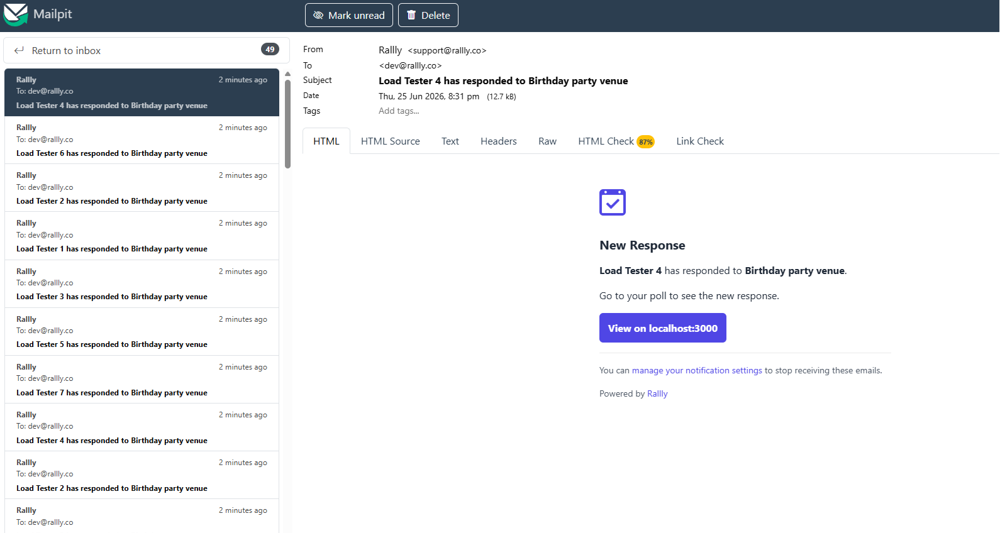 Mailpit
Mark unread
Delete
Return to inbox
49
Rallly
2 minutes ago
To: dev@rallly.co
Load Tester 4 has responded to Birthday party venue
Rallly
2 minutes ago
To: dev@rallly.co
Load Tester 6 has responded to Birthday party venue
Rallly
2 minutes ago
To: dev@rallly.co
Load Tester 2 has responded to Birthday party venue
Rallly
2 minutes ago
To: dev@rallly.co
Load Tester 1 has responded to Birthday party venue
Rallly
2 minutes ago
To: dev@rallly.co
Load Tester 3 has responded to Birthday party venue
Rallly
2 minutes ago
To: dev@rallly.co
Load Tester 5 has responded to Birthday party venue
Rallly
2 minutes ago
To: dev@rallly.co
Load Tester 7 has responded to Birthday party venue
Rallly
2 minutes ago
To: dev@rallly.co
Load Tester 4 has responded to Birthday party venue
Rallly
2 minutes ago
To: dev@rallly.co
Load Tester 2 has responded to Birthday party venue
Rallly
2 minutes ago
To: dev@rallly.co
From Rallly <support@rallly.co>
To <dev@rallly.co>
Subject Load Tester 4 has responded to Birthday party venue
Date Thu, 25 Jun 2026, 8:31 pm (12.7 kB)
Tags Add tags...
HTML HTML Source Text Headers Raw HTML Check 87% Link Check
New Response
Load Tester 4 has responded to Birthday party venue.
Go to your poll to see the new response.
View on localhost:3000
You can manage your notification settings to stop receiving these emails.
Powered by Rallly